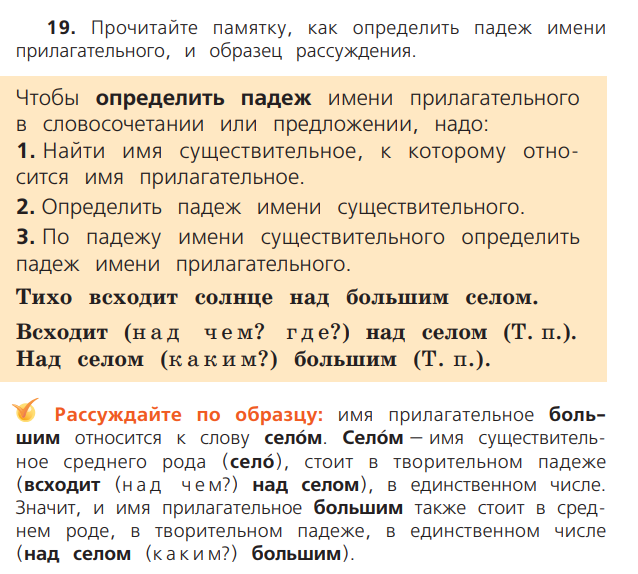 19. Прочитайте памятку, как определить падеж имени
прилагательного, и образец рассуждения.
Чтобы определить падеж имени прилагательного
в словосочетании или предложении, надо:
1. Найти имя существительное, к которому отно-
сится имя прилагательное.
2. Определить падеж имени существительного.
3. По падежу имени существительного определить
падеж имени прилагательного.
Тихо всходит солнце над большим селом.
Всходит (над чем? где?) над селом (Т. п.).
Над селом (каким?) большим (Т. п.).
Рассуждайте по образцу: имя прилагательное боль-
шим относится к слову село́м. Село́м – имя существитель-
ное среднего рода (село́), стоит в творительном падеже
(всходит (над чем?) над селом), в единственном числе.
Значит, и имя прилагательное большим также стоит в сред-
нем роде, в творительном падеже, в единственном числе
(над селом (каким?) большим).